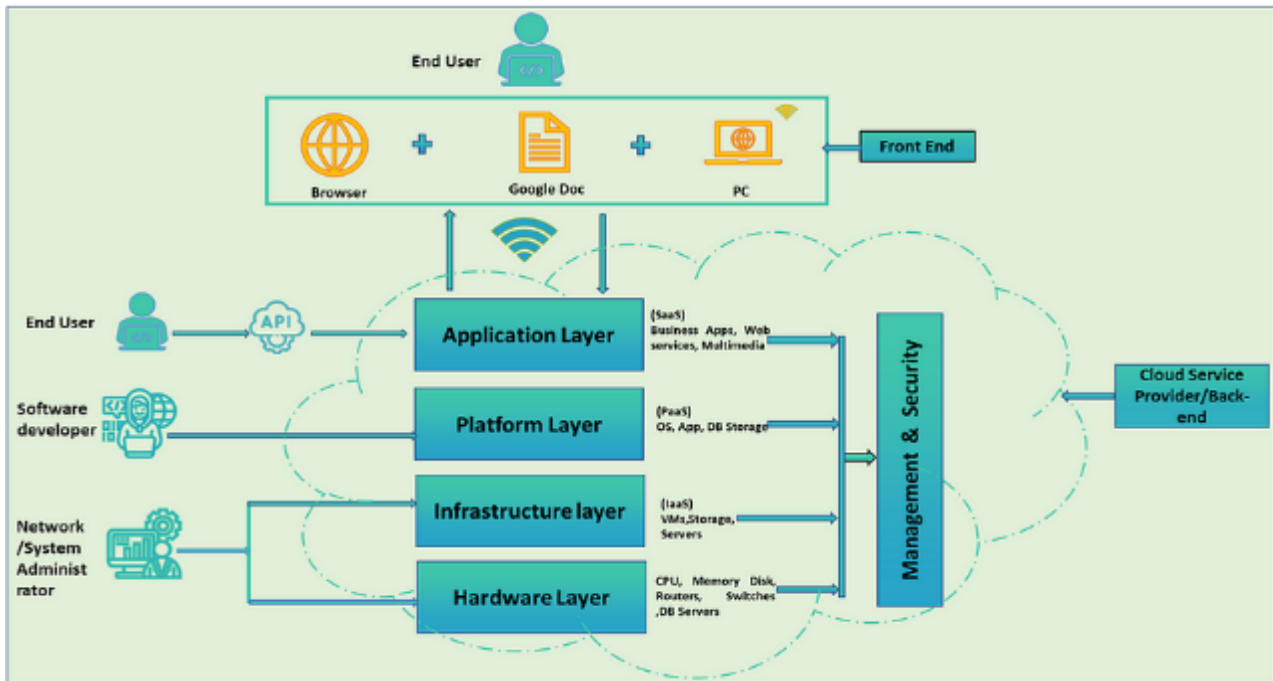 End User
Browser
Google Doc
PC
Front End
End User
API
Application Layer
(SaaS)
Business Apps, Web
services, Multimedia
Software
developer
Platform Layer
(PaaS)
OS, App, DB Storage
Network
/System
Administ
rator
Infrastructure layer
(IaaS)
VMs,Storage,
Servers
Hardware Layer
CPU, Memory Disk,
Routers, Switches
,DB Servers
Management & Security
Cloud Service
Provider/Back-
end